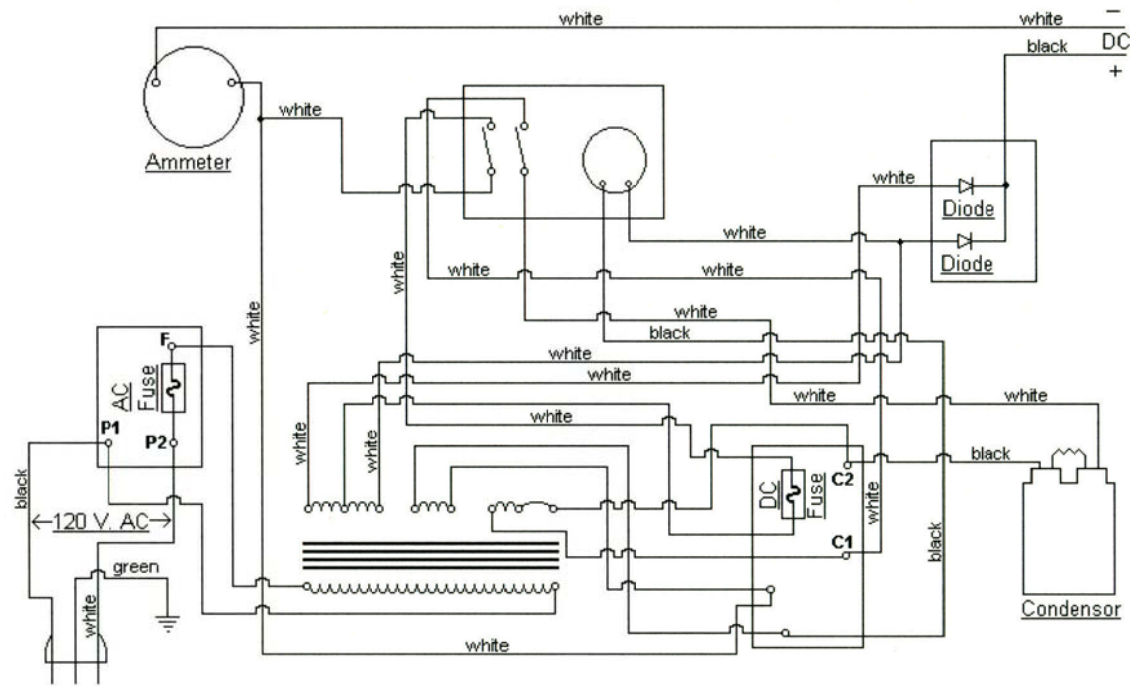 white
white
−
DC
black
+
white
Ammeter
white
Diode
white
Diode
white
white
white
white
white
black
white
F
AC
Fuse
white
white
white
white
P1
P2
white
white
black
C2
DC
Fuse
white
black
120 V. AC
C1
black
green
white
white
Condensor